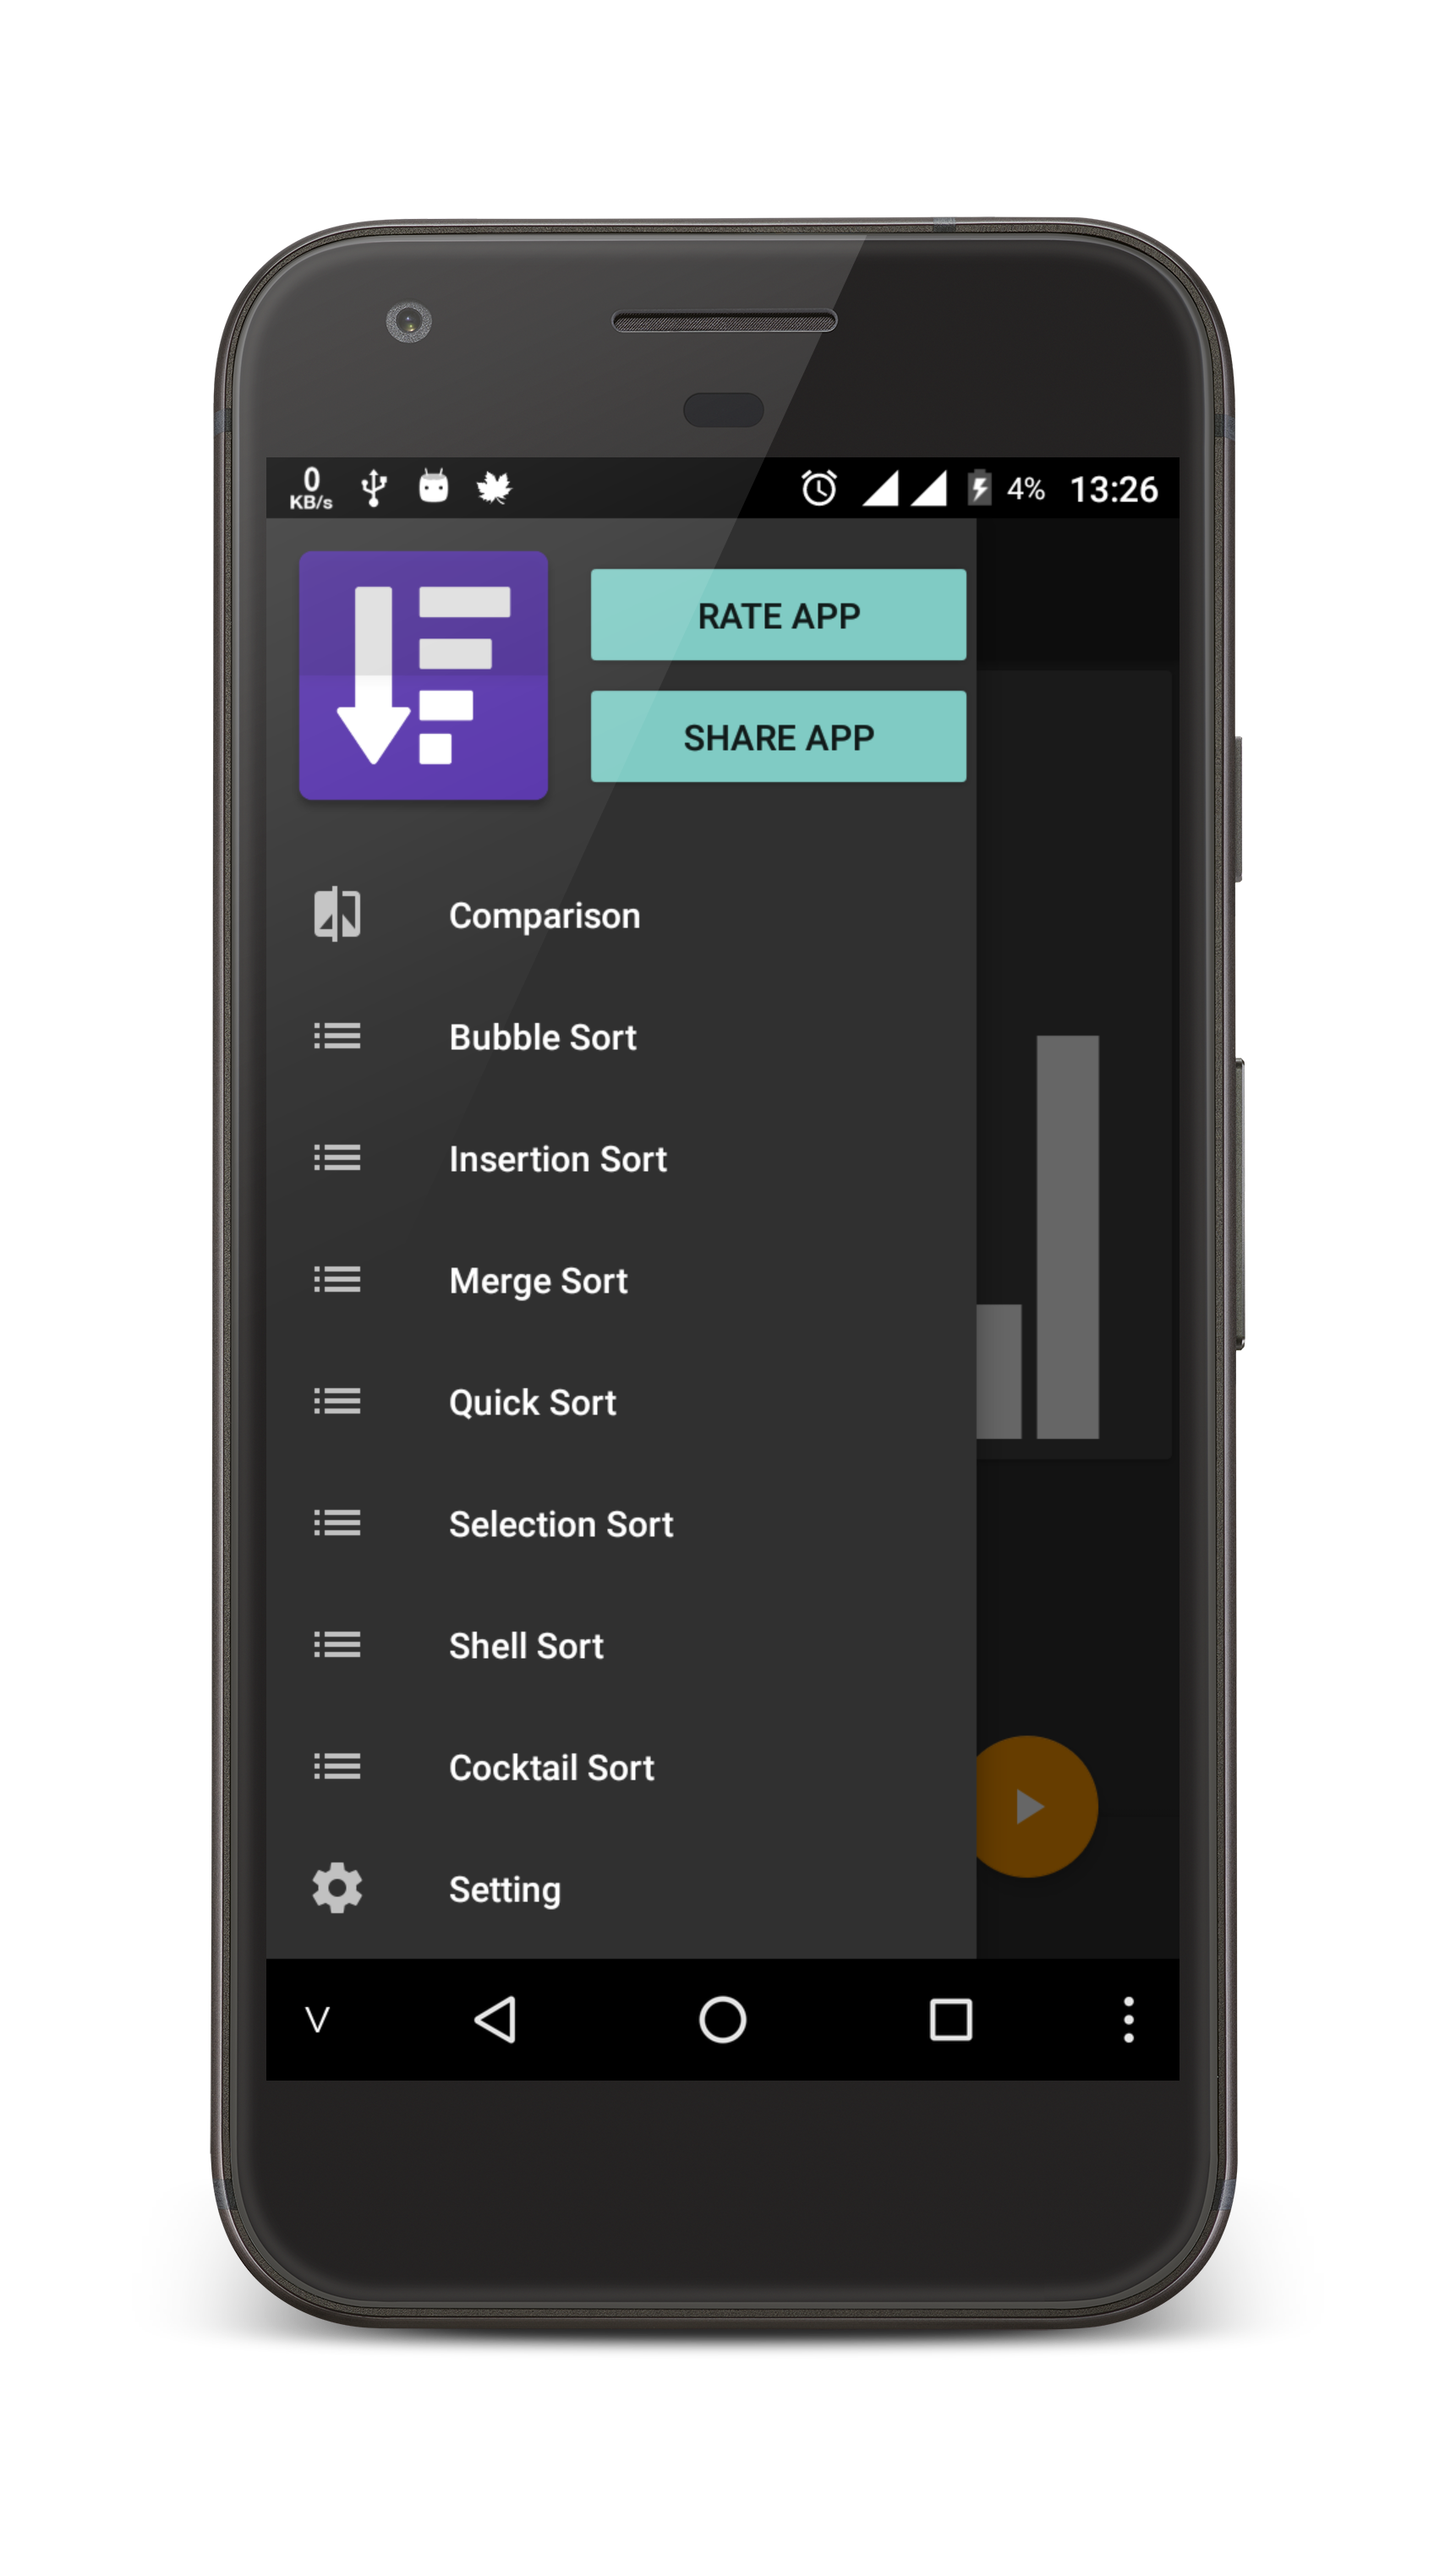 0
KB/s
4% 13:26
RATE APP
SHARE APP
Comparison
Bubble Sort
Insertion Sort
Merge Sort
Quick Sort
Selection Sort
Shell Sort
Cocktail Sort
Setting